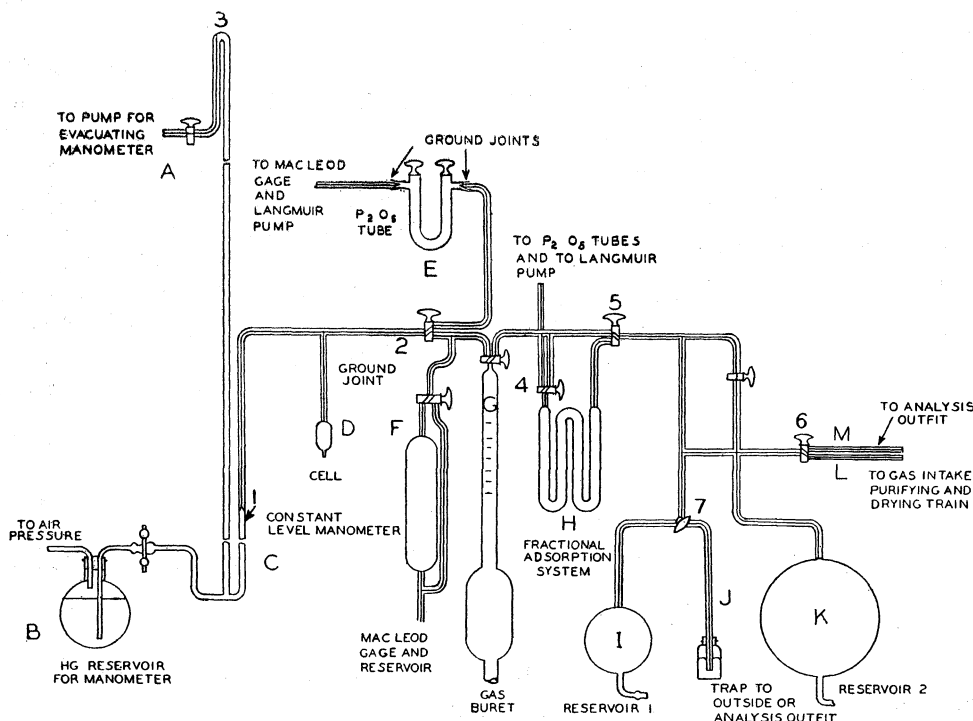 3
TO PUMP FOR
EVACUATING
MANOMETER
A
GROUND JOINTS
TO MAC LEOD
GAGE
AND
LANGMUIR
PUMP
P₂ O₅
TUBE
E
TO P₂ O₅ TUBES
AND TO LANGMUIR
PUMP
5
2
GROUND
JOINT
4
G
F
D
CELL
6
M
TO ANALYSIS
OUTFIT
L
TO GAS INTAKE
PURIFYING AND
DRYING TRAIN
1
CONSTANT
LEVEL MANOMETER
C
TO AIR
PRESSURE
H
FRACTIONAL
ADSORPTION
SYSTEM
7
J
B
HG RESERVOIR
FOR MANOMETER
MAC LEOD
GAGE AND
RESERVOIR
GAS
BURET
I
RESERVOIR 1
TRAP TO
OUTSIDE OR
ANALYSIS OUTFIT
K
RESERVOIR 2